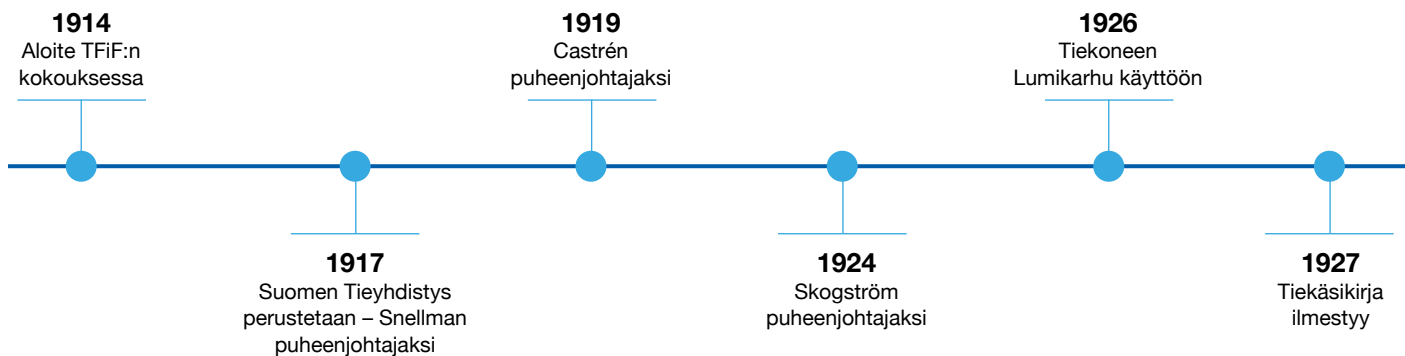 1914
Aloite TFiF:n
kokouksessa
1917
Suomen Tieyhdistys
perustetaan – Snellman
puheenjohtajaksi
1919
Castrén
puheenjohtajaksi
1924
Skogström
puheenjohtajaksi
1926
Tiekoneen
Lumikarhu käyttöön
1927
Tiekäsikirja
ilmestyy